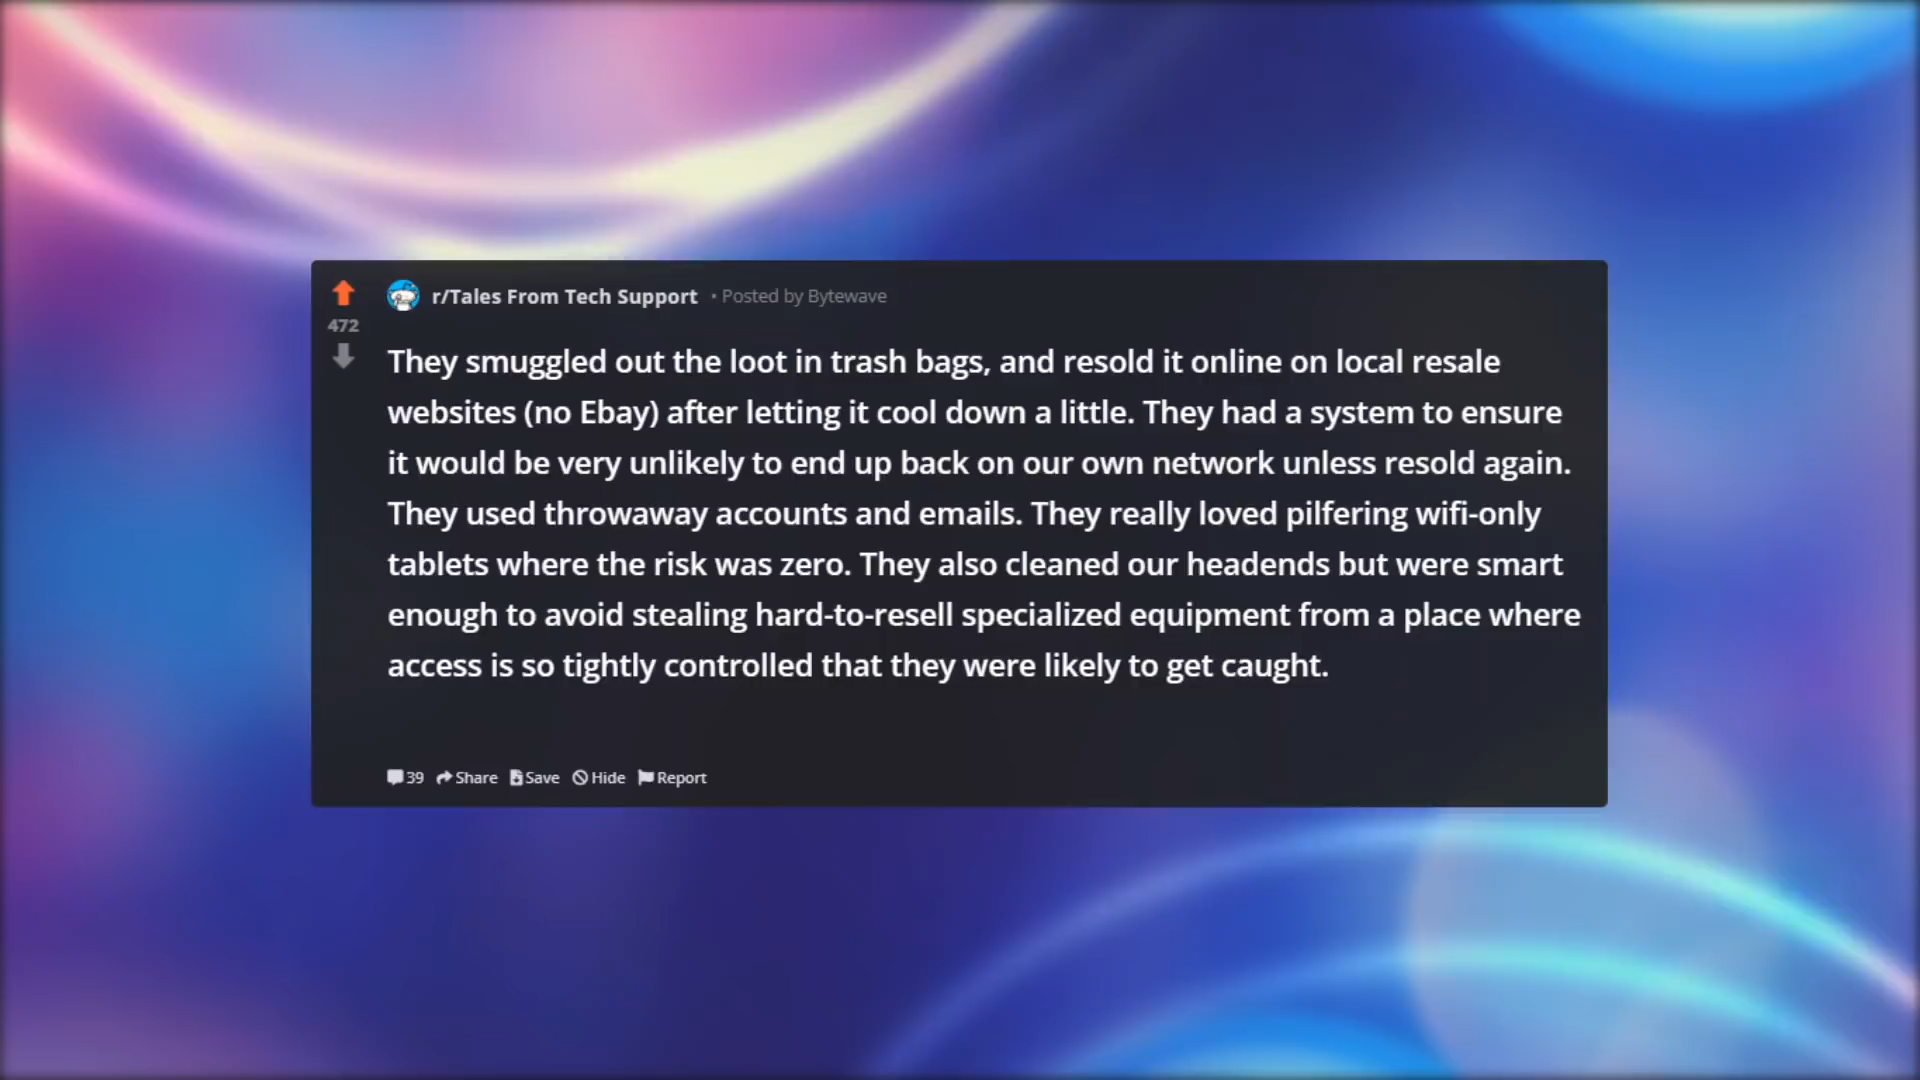 r/Tales From Tech Support • Posted by Bytewave
472
They smuggled out the loot in trash bags, and resold it online on local resale
websites (no Ebay) after letting it cool down a little. They had a system to ensure
it would be very unlikely to end up back on our own network unless resold again.
They used throwaway accounts and emails. They really loved pilfering wifi-only
tablets where the risk was zero. They also cleaned our headends but were smart
enough to avoid stealing hard-to-resell specialized equipment from a place where
access is so tightly controlled that they were likely to get caught.
39 Share Save Hide Report